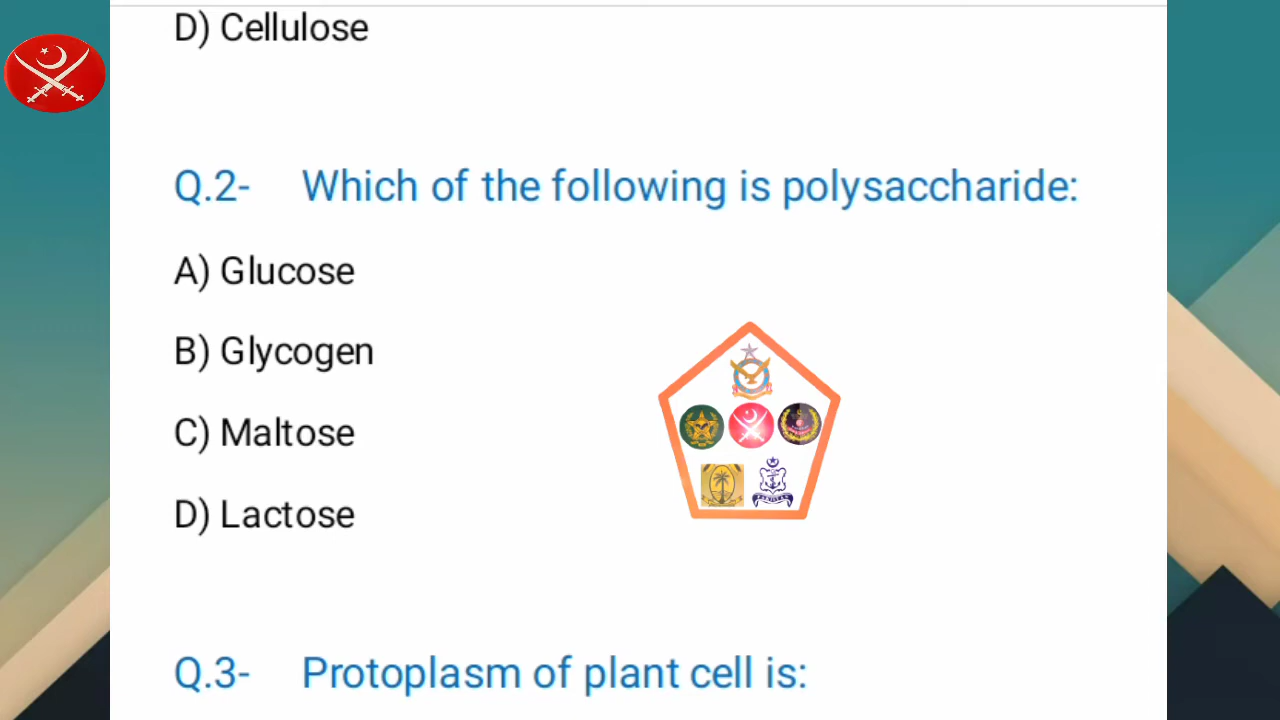 D) Cellulose
Q.2- Which of the following is polysaccharide:
A) Glucose
B) Glycogen
C) Maltose
D) Lactose
Q.3- Protoplasm of plant cell is: